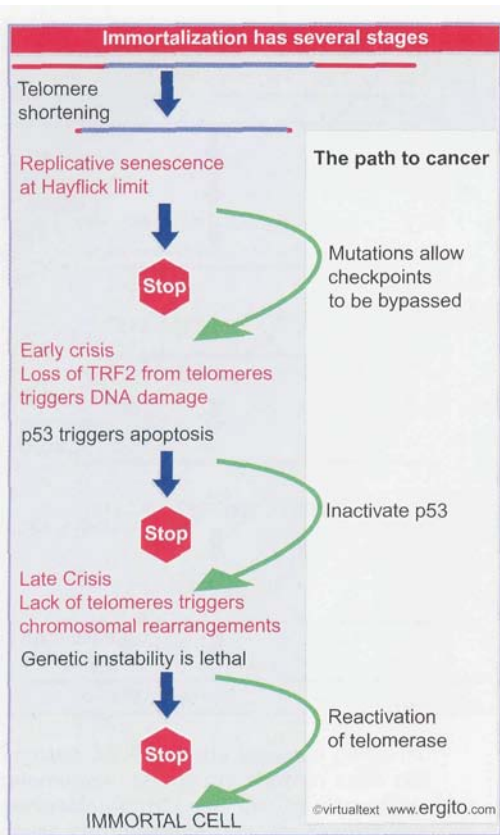 Immortalization has several stages
Telomere
shortening
Replicative senescence
at Hayflick limit
The path to cancer
Stop
Mutations allow
checkpoints
to be bypassed
Early crisis
Loss of TRF2 from telomeres
triggers DNA damage
p53 triggers apoptosis
Stop
Inactivate p53
Late Crisis
Lack of telomeres triggers
chromosomal rearrangements
Genetic instability is lethal
Stop
Reactivation
of telomerase
IMMORTAL CELL
©virtualtext www.ergito.com